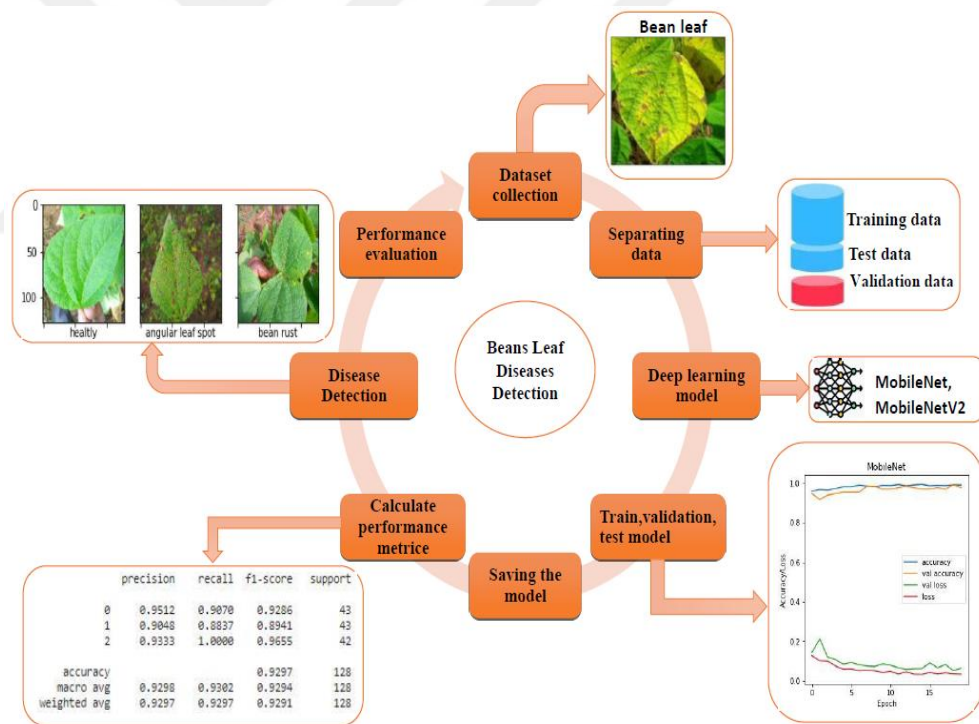 Bean leaf
Dataset
collection
Separating
data
Training data
Test data
Validation data
Deep learning
model
MobileNet,
MobileNetV2
Train,validation,
test model
MobileNet
1.0
0.8
0.6
0.4
0.2
0.0
Accuracy/Loss
accuracy
val accuracy
val loss
loss
0 5 10 15
Epoch
Saving the
model
Calculate
performance
metrice
precision recall f1-score support
0 0.9512 0.9070 0.9286 43
1 0.9048 0.8837 0.8941 43
2 0.9333 1.0000 0.9655 42
accuracy 0.9297 128
macro avg 0.9298 0.9302 0.9294 128
weighted avg 0.9297 0.9297 0.9291 128
Disease
Detection
0
50
100
healtly angular leaf spot bean rust
Performance
evaluation
Beans Leaf
Diseases
Detection